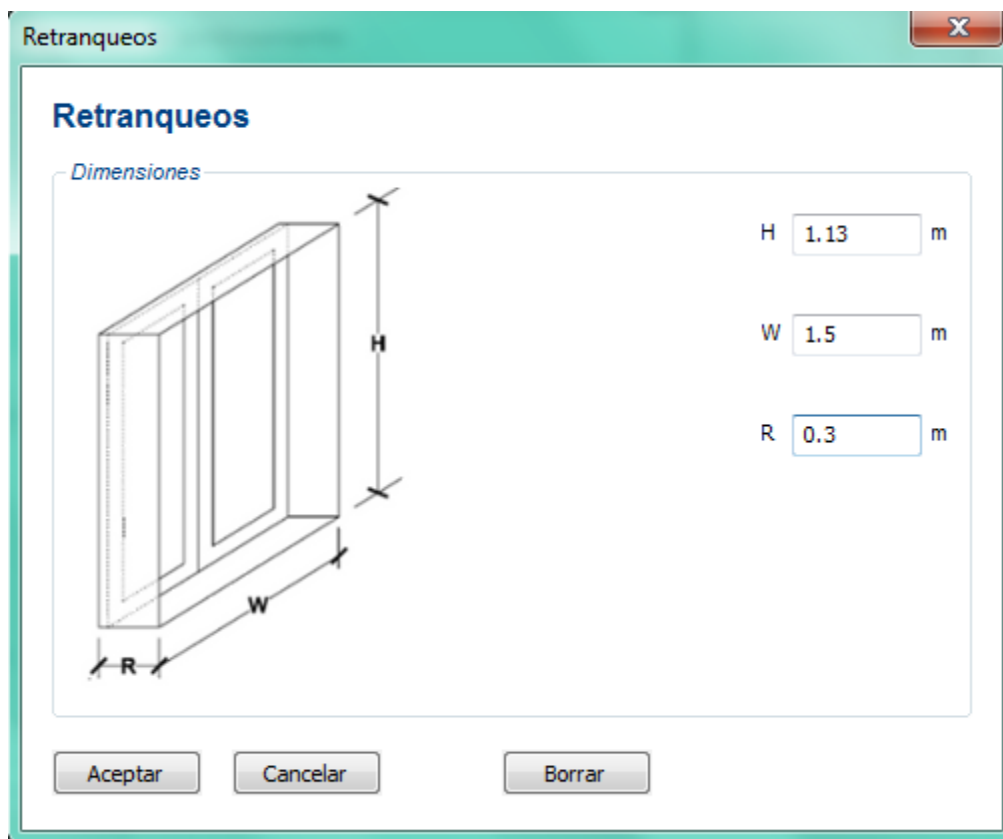 Retranqueos
Retranqueos
Dimensiones
H 1.13 m
H
W 1.5 m
R 0.3 m
W
R
Aceptar Cancelar Borrar